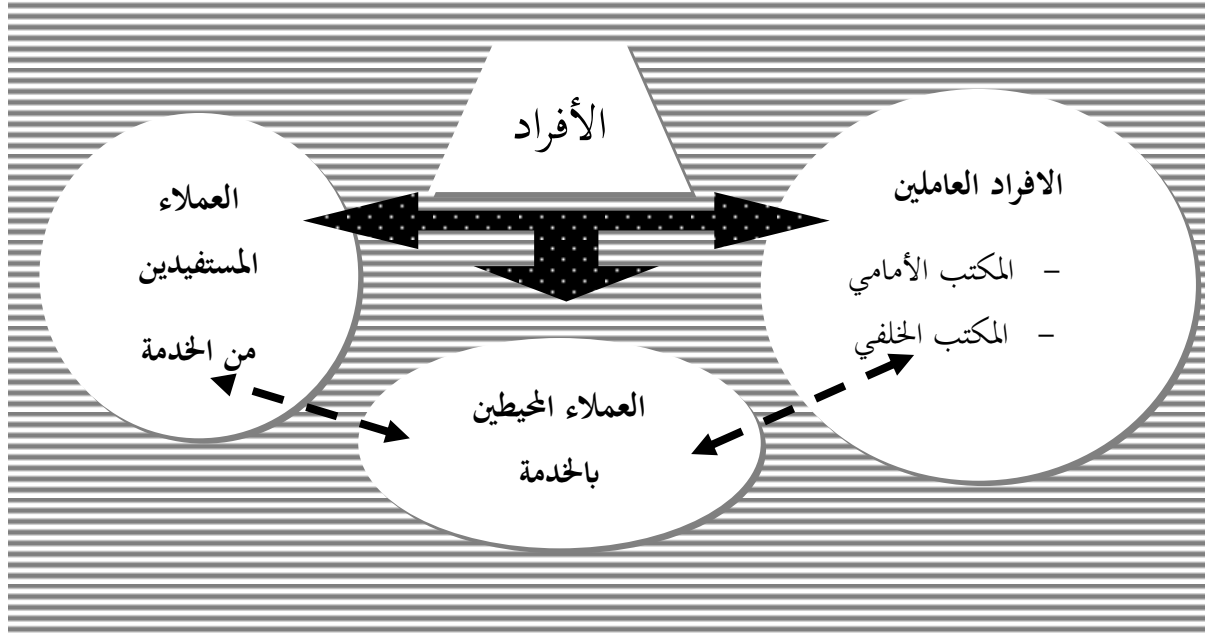 الأفراد
الافراد العاملين
- المكتب الأمامي
- المكتب الخلفي
العملاء
المستفيدين
من الخدمة
العملاء المحيطين
بالخدمة